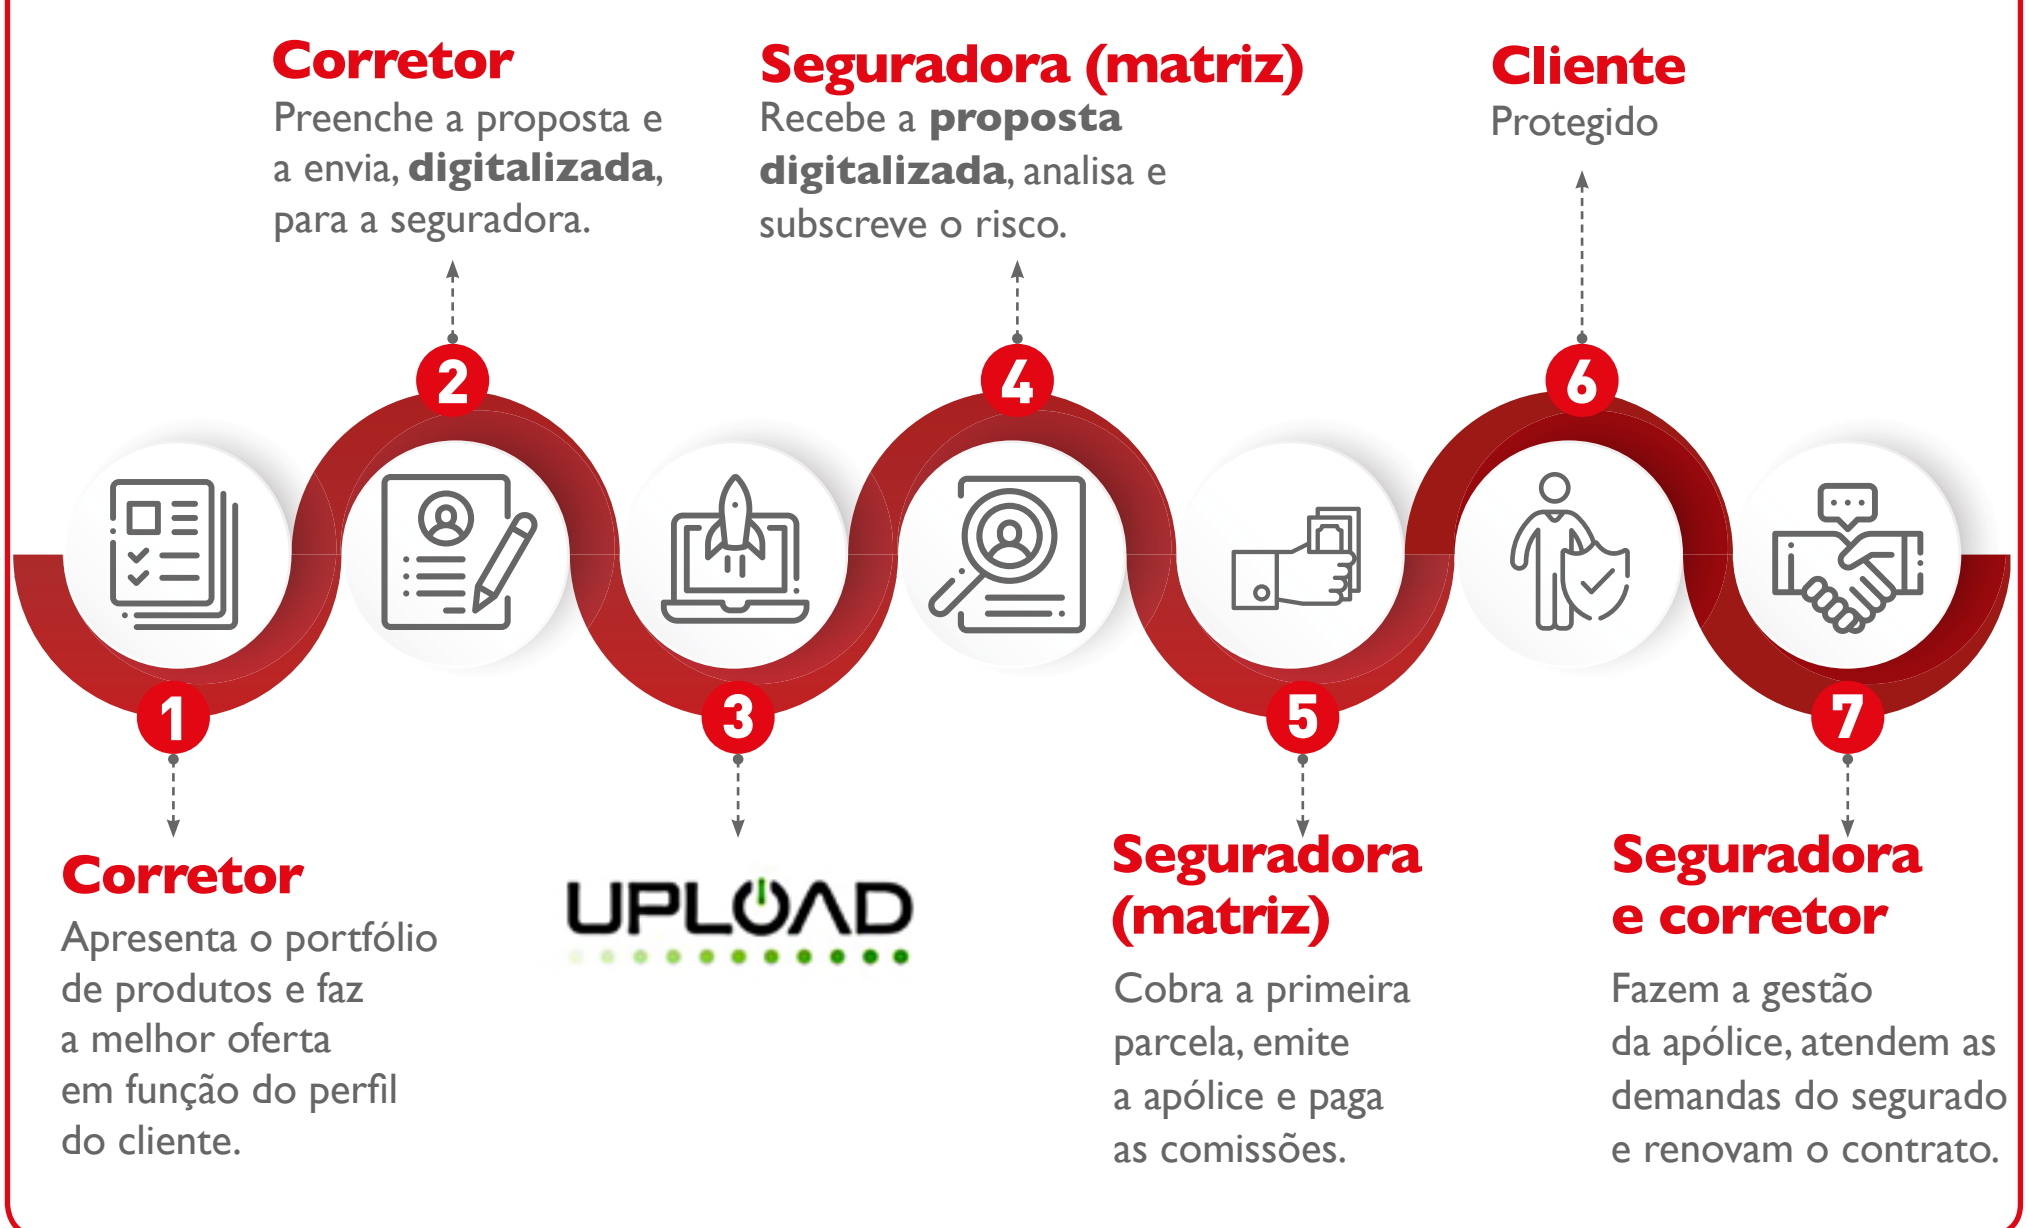 Corretor
Preenche a proposta e
a envia, digitalizada,
para a seguradora.
Seguradora (matriz)
Recebe a proposta
digitalizada, analisa e
subscreve o risco.
Cliente
Protegido
2
4
6
1
3
5
7
Corretor
Apresenta o portfólio
de produtos e faz
a melhor oferta
em função do perfil
do cliente.
UPLOAD
Seguradora
(matriz)
Cobra a primeira
parcela, emite
a apólice e paga
as comissões.
Seguradora
e corretor
Fazem a gestão
da apólice, atendem as
demandas do segurado
e renovam o contrato.